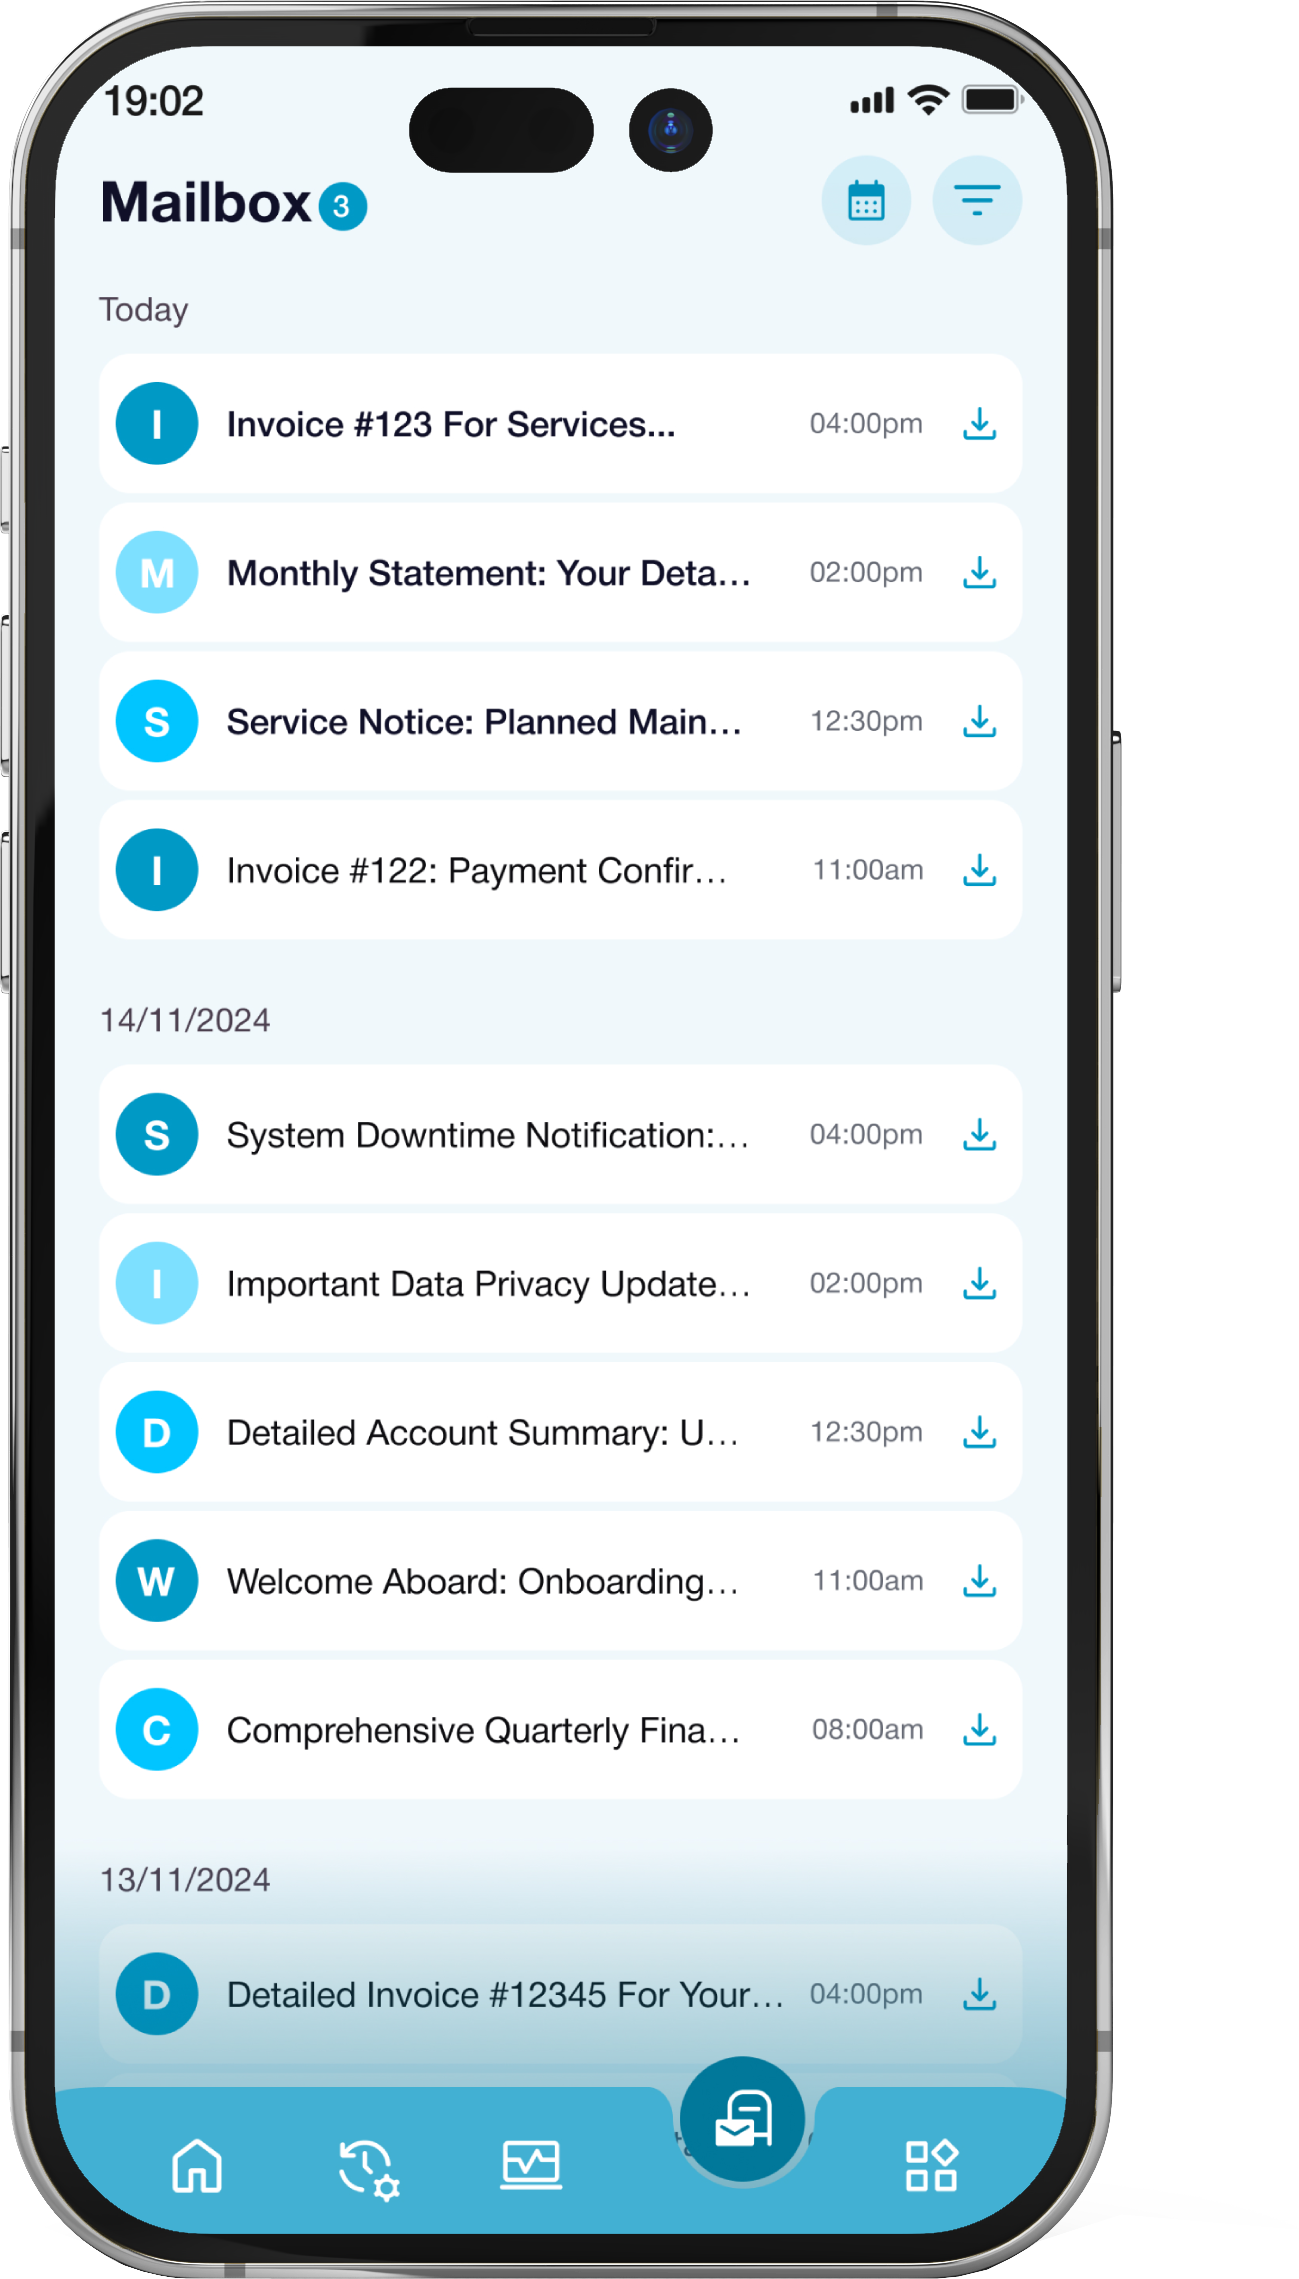 19:02
Mailbox 3
Today
I Invoice #123 For Services... 04:00pm
M Monthly Statement: Your Deta... 02:00pm
S Service Notice: Planned Main... 12:30pm
I Invoice #122: Payment Confir... 11:00am
14/11/2024
S System Downtime Notification:... 04:00pm
I Important Data Privacy Update... 02:00pm
D Detailed Account Summary: U... 12:30pm
W Welcome Aboard: Onboarding... 11:00am
C Comprehensive Quarterly Fina... 08:00am
13/11/2024
D Detailed Invoice #12345 For Your... 04:00pm